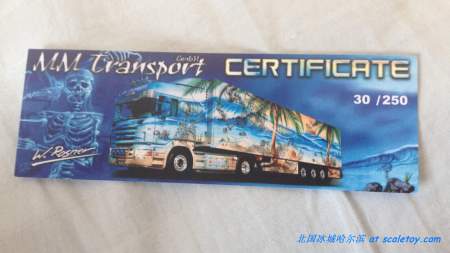 MM Transport
GmbH
CERTIFICATE
30 / 250
W. Rosner
北国冰城哈尔滨 at scaletoy.com